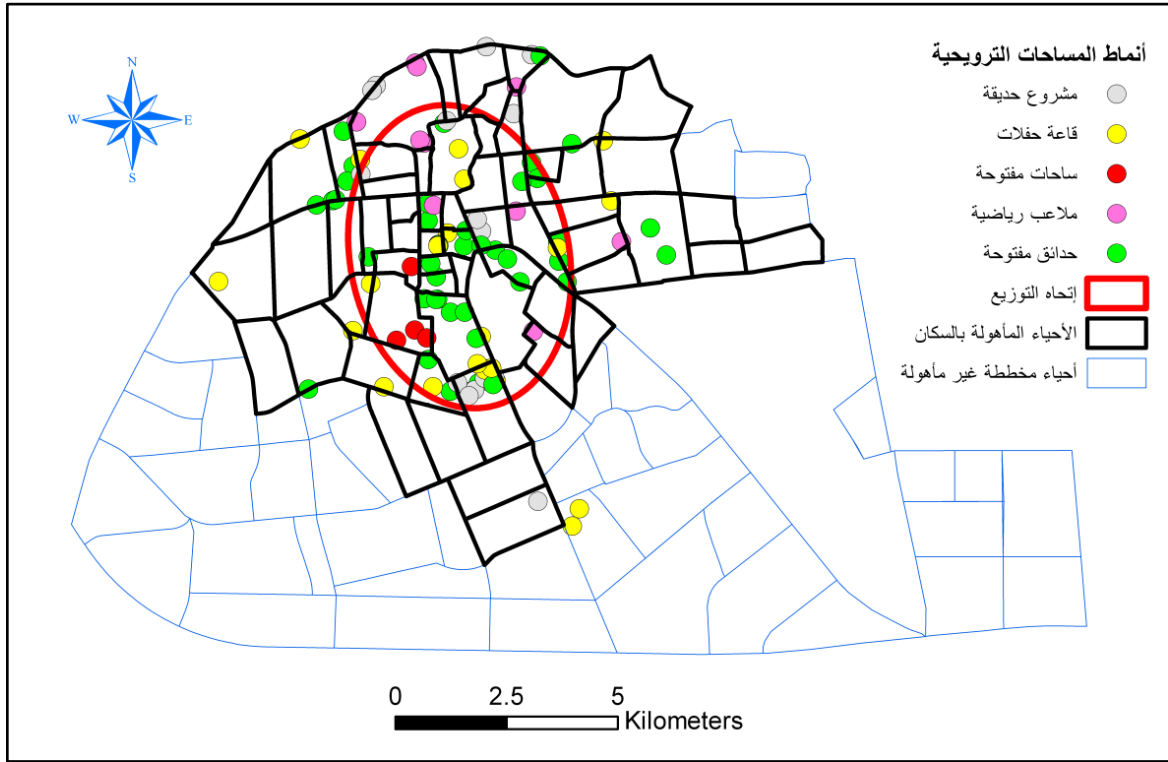 أنماط المساحات الترويحية
مشروع حديقة
قاعة حفلات
ساحات مفتوحة
ملاعب رياضية
حدائق مفتوحة
إتجاه التوزيع
الأحياء المأهولة بالسكان
أحياء مخططة غير مأهولة
N
W E
S
0 2.5 5
Kilometers